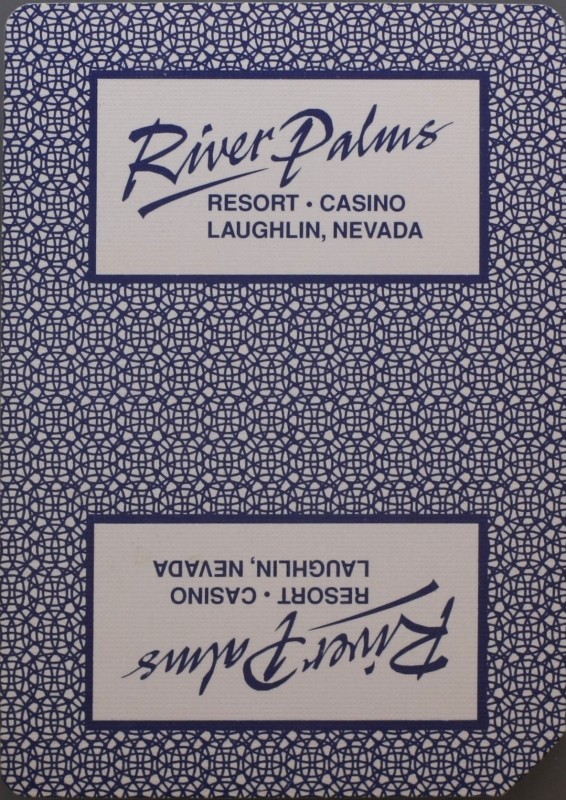 River Palms
RESORT • CASINO
LAUGHLIN, NEVADA
River Palms
RESORT • CASINO
LAUGHLIN, NEVADA